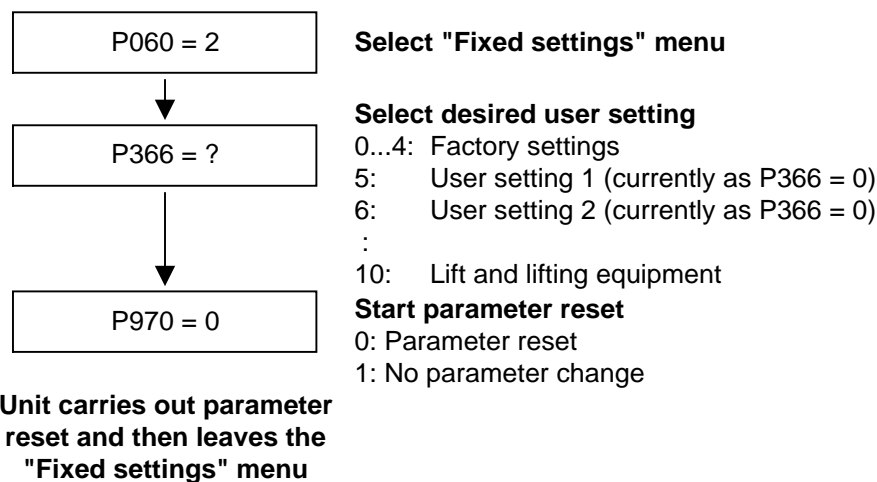 P060 = 2
Select "Fixed settings" menu
P366 = ?
Select desired user setting
0...4: Factory settings
5: User setting 1 (currently as P366 = 0)
6: User setting 2 (currently as P366 = 0)
:
10: Lift and lifting equipment
P970 = 0
Start parameter reset
0: Parameter reset
1: No parameter change
Unit carries out parameter
reset and then leaves the
"Fixed settings" menu